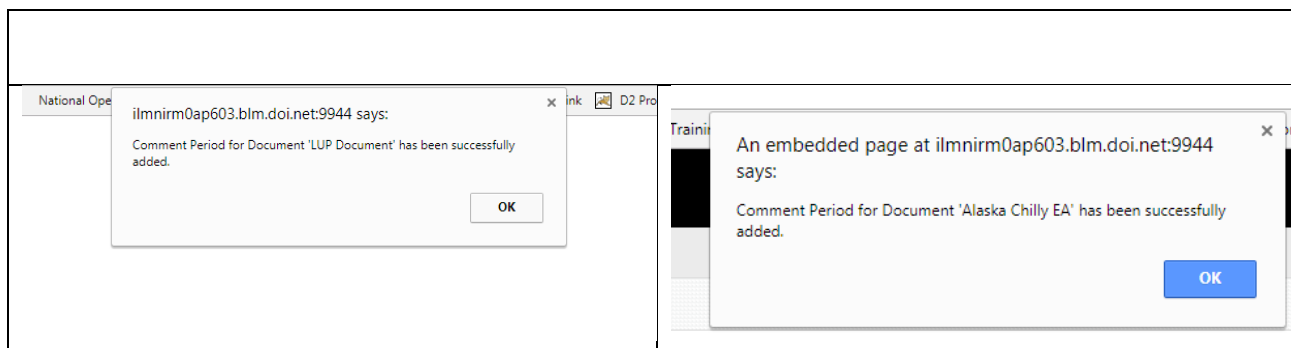 National Ope
ink D2 Pro
ilmnirm0ap603.blm.doi.net:9944 says:
Comment Period for Document 'LUP Document' has been successfully
added.
OK
Trainin
An embedded page at ilmnirm0ap603.blm.doi.net:9944
says:
Comment Period for Document 'Alaska Chilly EA' has been successfully
added.
OK